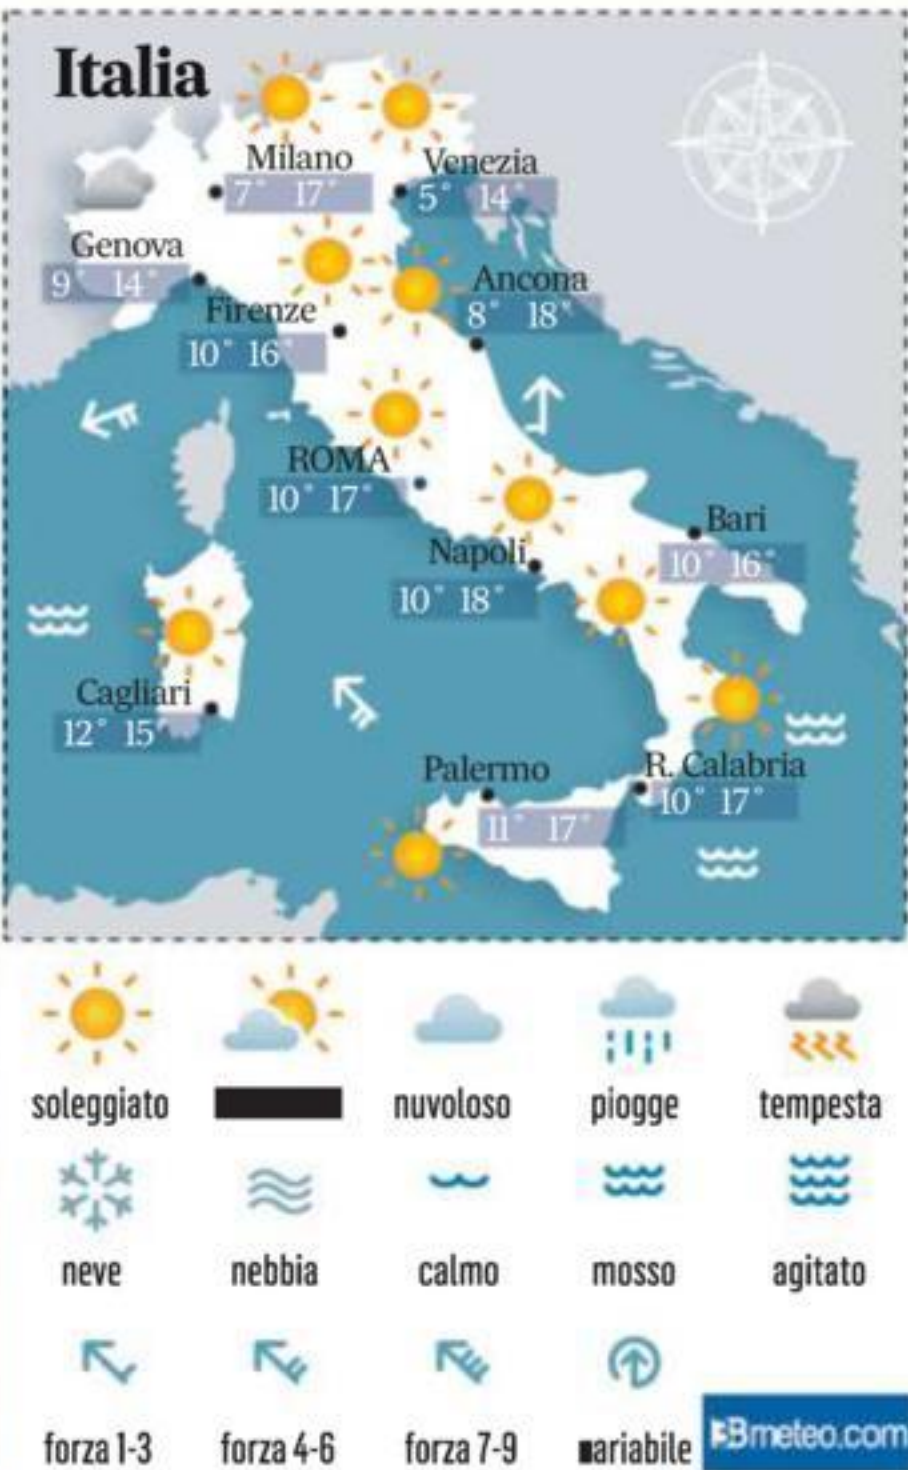 Italia
Milano
7° 17°
Venezia
5° 14°
Genova
9° 14°
Ancona
8° 18°
Firenze
10° 16°
ROMA
10° 17°
Bari
10° 16°
Napoli
10° 18°
Cagliari
12° 15°
Palermo
11° 17°
R. Calabria
10° 17°
soleggiato
nuvoloso
piogge
tempesta
neve
nebbia
calmo
mosso
agitato
forza 1-3
forza 4-6
forza 7-9
ariabile
3Bmeteo.com